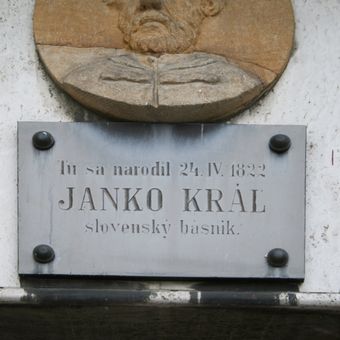 Tu sa narodil 24. IV. 1822
JANKO KRÁĽ
slovenský básnik.